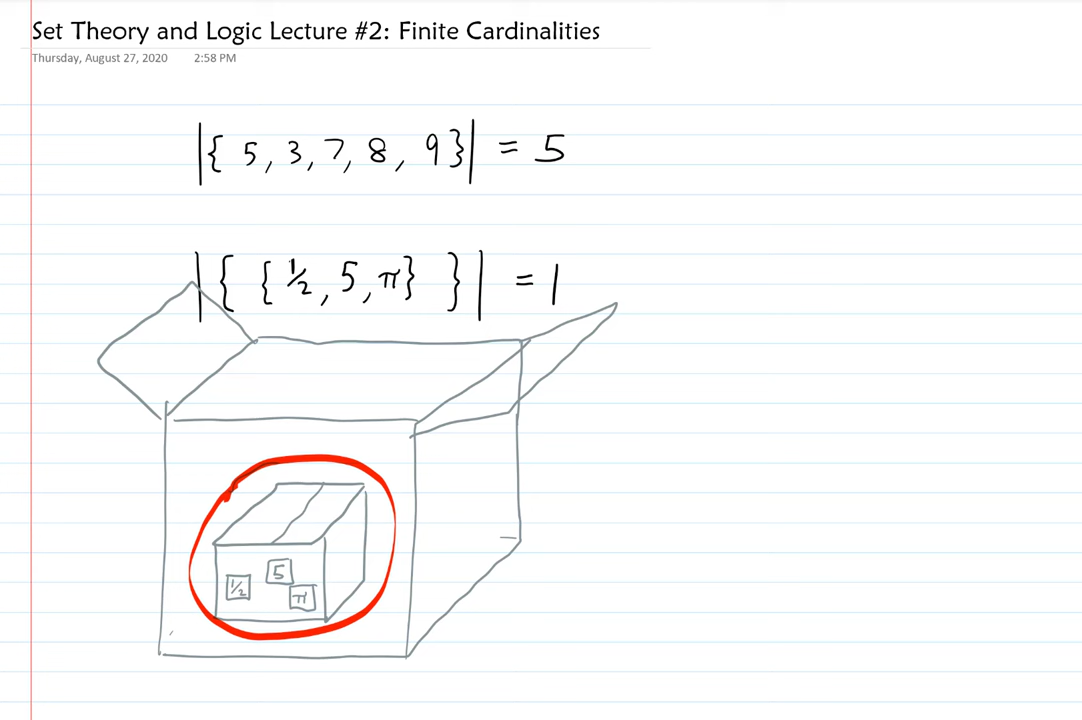 Set Theory and Logic Lecture #2: Finite Cardinalities
Thursday, August 27, 2020 2:58 PM
|{ 5, 3, 7, 8, 9}| = 5
|{ {½, 5, π} }| = 1
5
½
π